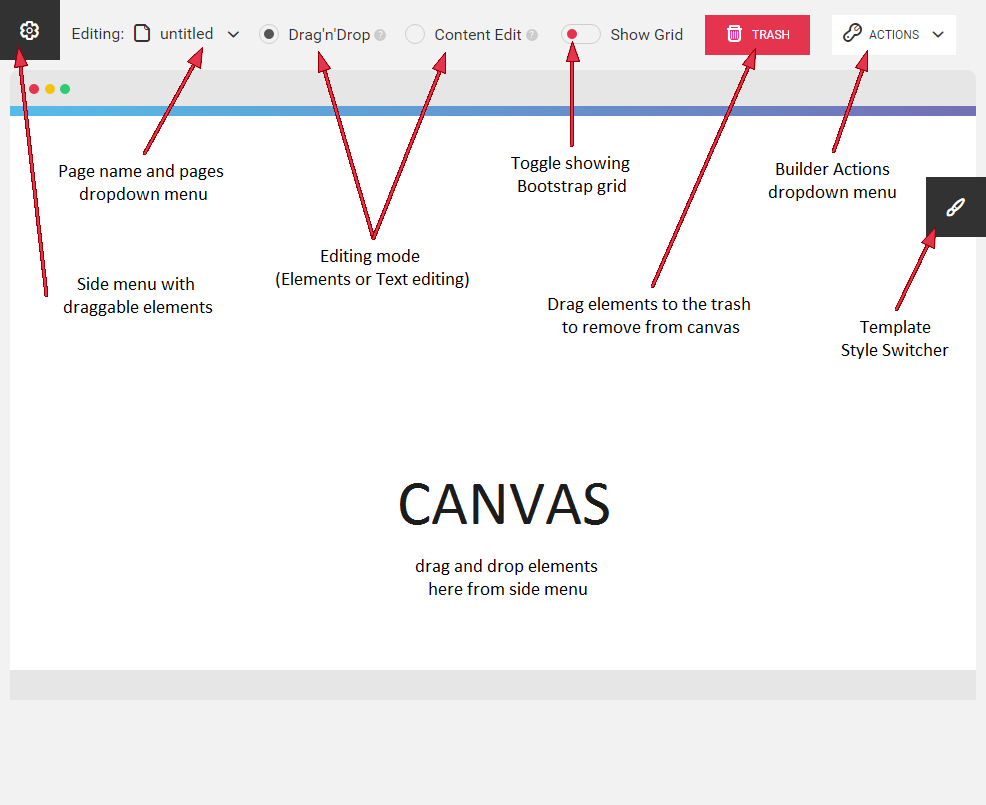 Editing: untitled Drag'n'Drop ? Content Edit ? Show Grid TRASH ACTIONS
Page name and pages
dropdown menu
Toggle showing
Bootstrap grid
Builder Actions
dropdown menu
Editing mode
(Elements or Text editing)
Side menu with
draggable elements
Drag elements to the trash
to remove from canvas
Template
Style Switcher
CANVAS
drag and drop elements
here from side menu